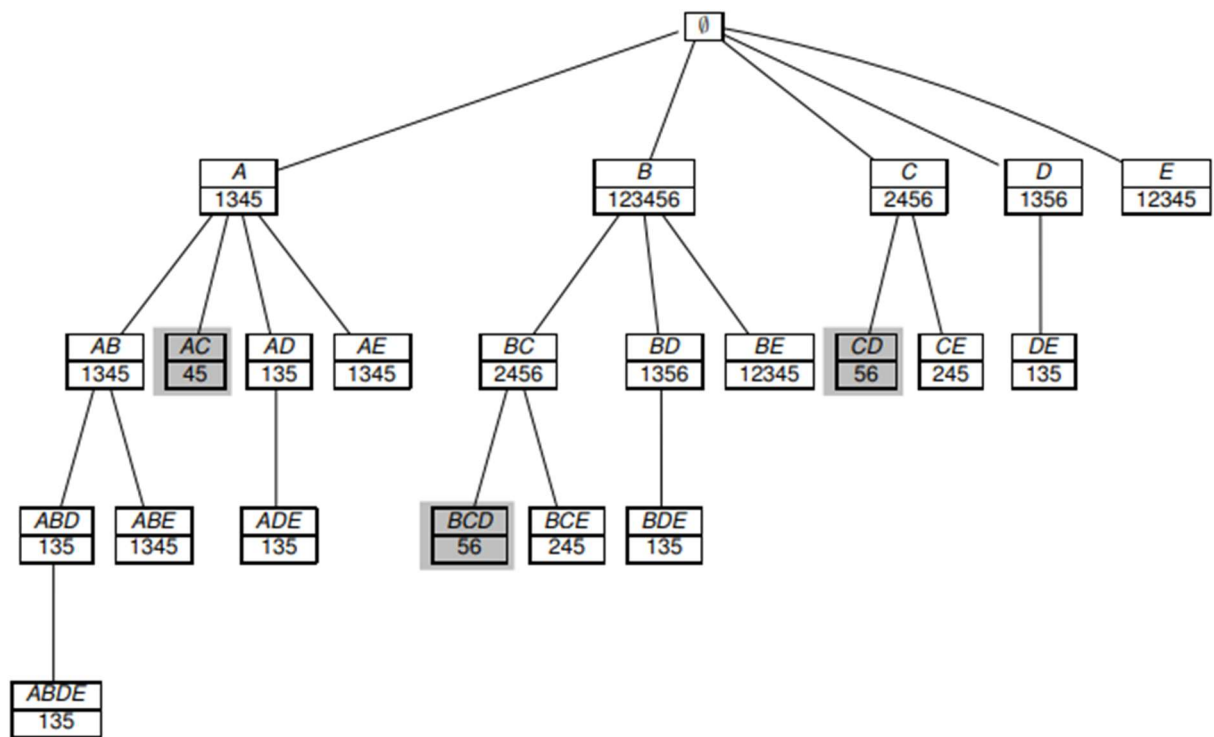 ∅
A B C D E
1345 123456 2456 1356 12345
AB AC AD AE BC BD BE CD CE DE
1345 45 135 1345 2456 1356 12345 56 245 135
ABD ABE ADE BCD BCE BDE
135 1345 135 56 245 135
ABDE
135